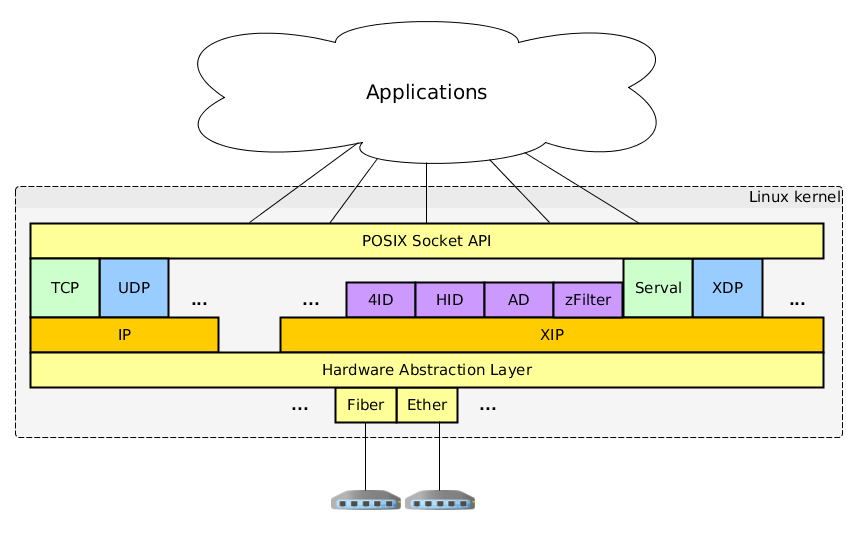 Applications
Linux kernel
POSIX Socket API
TCP
UDP
...
...
4ID
HID
AD
zFilter
Serval
XDP
...
IP
XIP
Hardware Abstraction Layer
...
Fiber
Ether
...